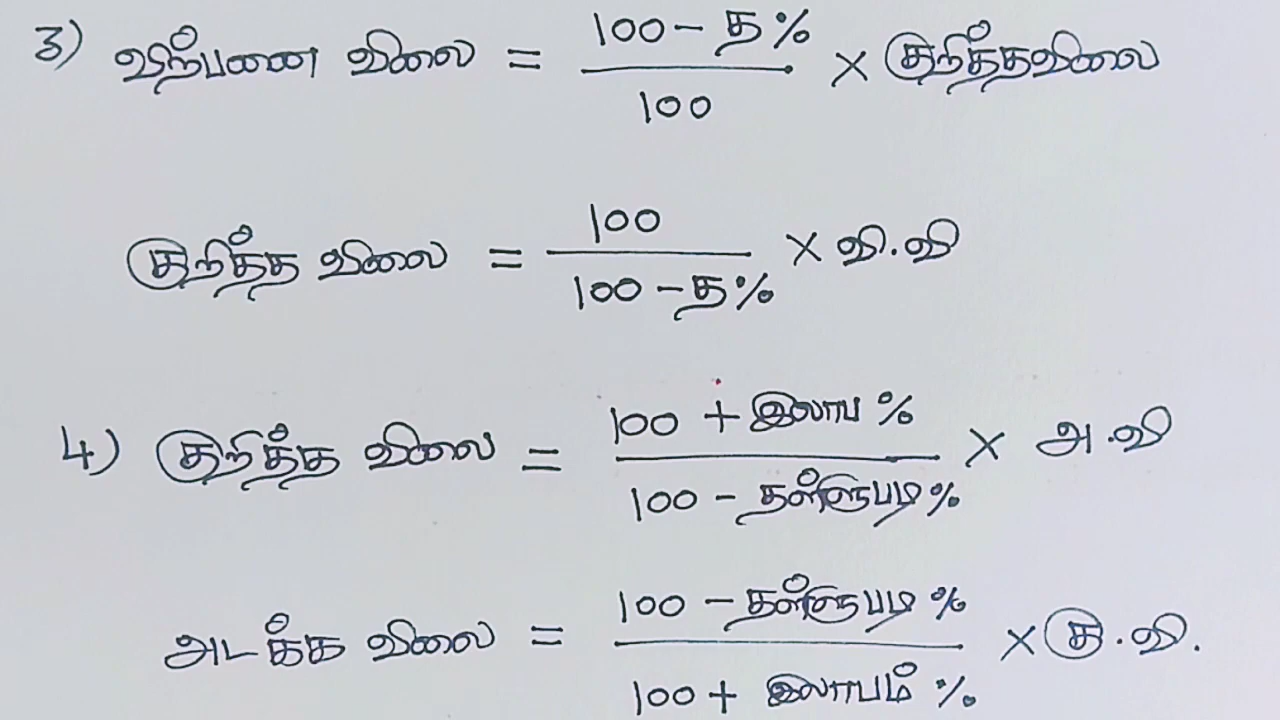 3) விற்பனை விலை = 100 - த% / 100 × குறித்தவிலை
குறித்த விலை = 100 / 100 - த% × வி.வி
4) குறித்த விலை = 100 + இலாப % / 100 - தள்ளுபடி % × அ.வி
அடக்க விலை = 100 - தள்ளுபடி % / 100 + இலாபம் % × கு.வி.